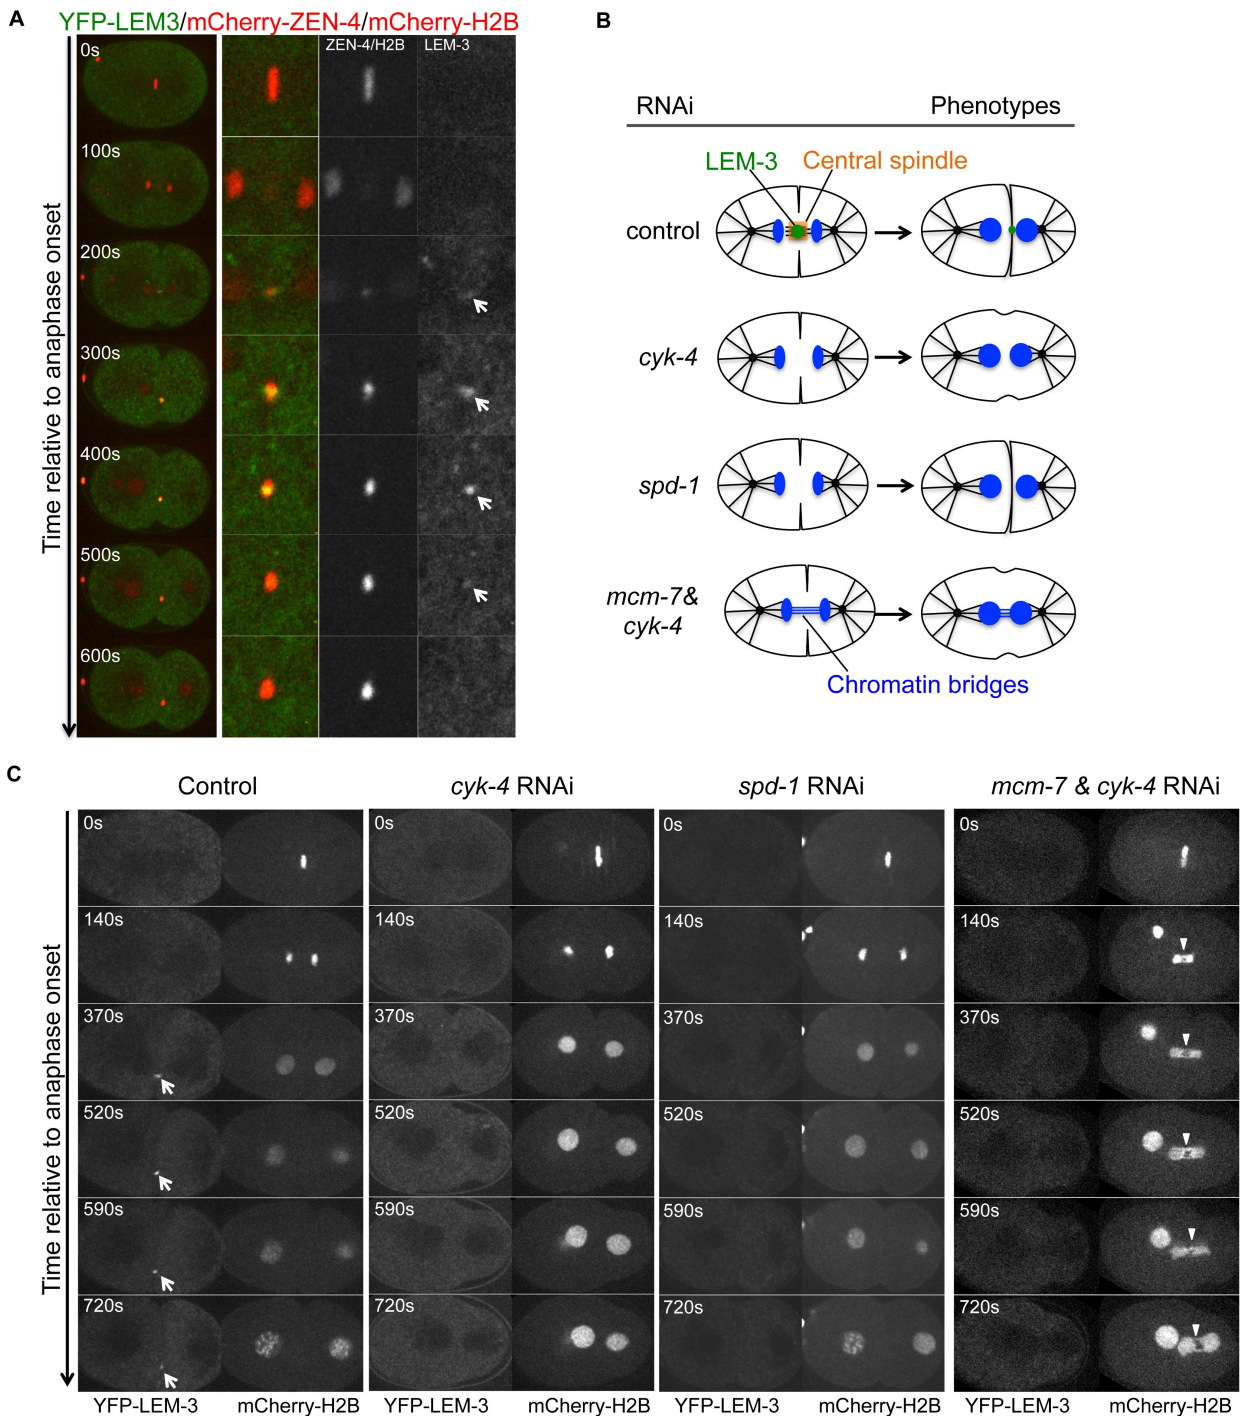 A
YFP-LEM3/mCherry-ZEN-4/mCherry-H2B
ZEN-4/H2B LEM-3
Time relative to anaphase onset
0s
100s
200s
300s
400s
500s
600s
B
RNAi Phenotypes
LEM-3 Central spindle
control
cyk-4
spd-1
mcm-7&
cyk-4
Chromatin bridges
C
Control cyk-4 RNAi spd-1 RNAi mcm-7 & cyk-4 RNAi
Time relative to anaphase onset
0s 0s 0s 0s
140s 140s 140s 140s
370s 370s 370s 370s
520s 520s 520s 520s
590s 590s 590s 590s
720s 720s 720s 720s
YFP-LEM-3 mCherry-H2B YFP-LEM-3 mCherry-H2B YFP-LEM-3 mCherry-H2B YFP-LEM-3 mCherry-H2B